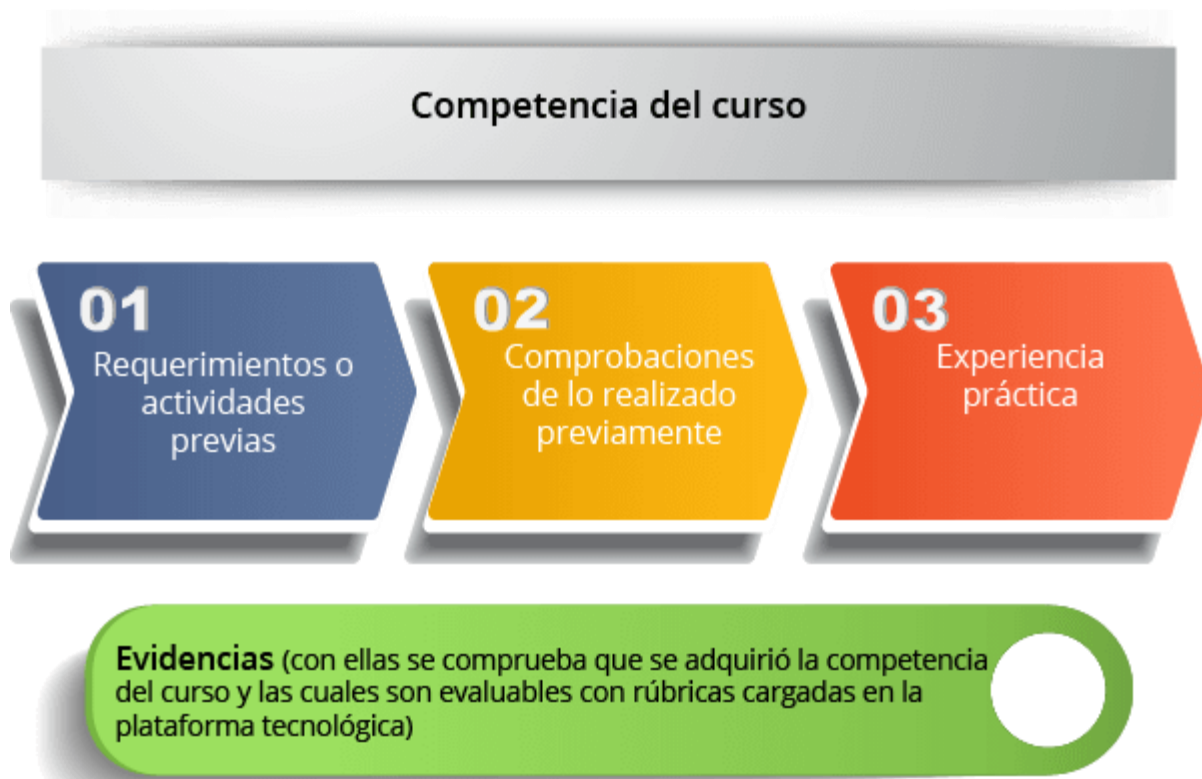 Competencia del curso
01
Requerimientos o
actividades
previas
02
Comprobaciones
de lo realizado
previamente
03
Experiencia
práctica
Evidencias (con ellas se comprueba que se adquirió la competencia
del curso y las cuales son evaluables con rúbricas cargadas en la
plataforma tecnológica)